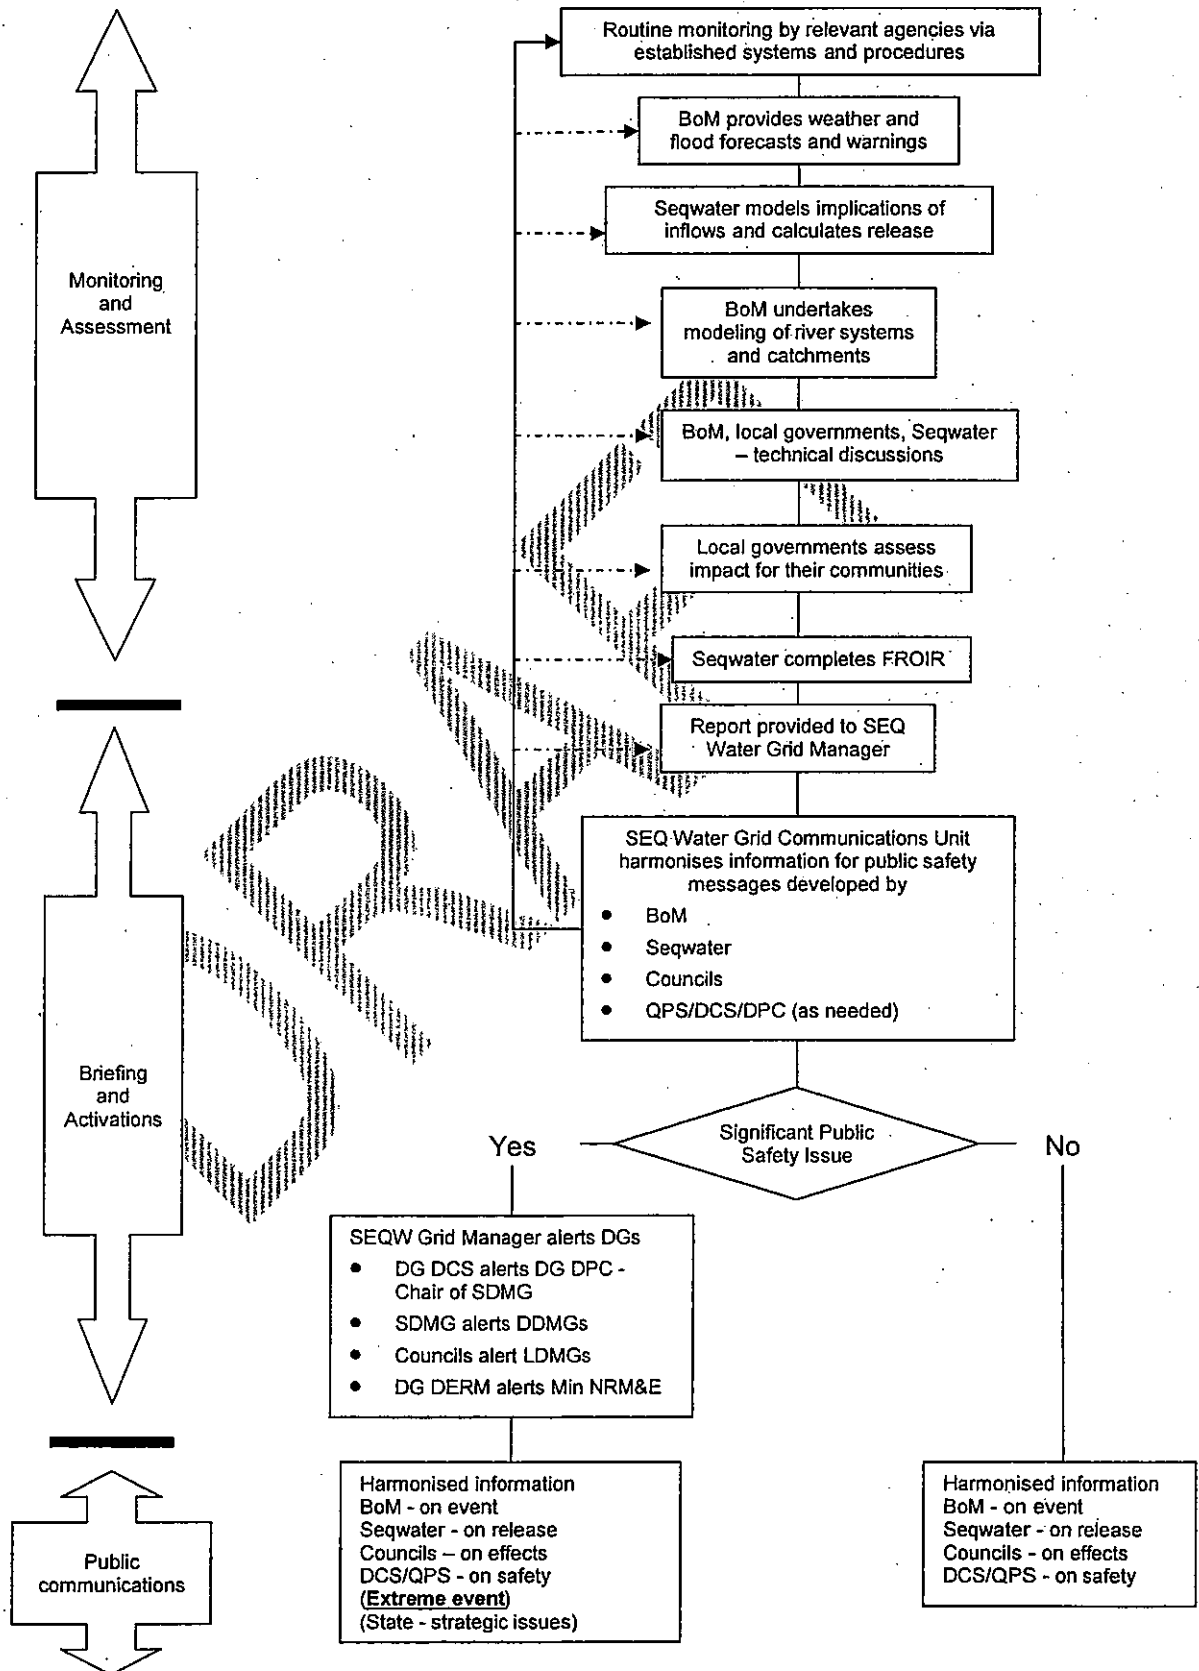 Routine monitoring by relevant agencies via
established systems and procedures
BoM provides weather and
flood forecasts and warnings
Seqwater models implications of
inflows and calculates release
Monitoring
and
Assessment
BoM undertakes
modeling of river systems
and catchments
BoM, local governments, Seqwater
– technical discussions
Local governments assess
impact for their communities
Seqwater completes FROIR
Report provided to SEQ
Water Grid Manager
SEQ Water Grid Communications Unit
harmonises information for public safety
messages developed by
● BoM
● Seqwater
● Councils
● QPS/DCS/DPC (as needed)
Briefing
and
Activations
Significant Public
Safety Issue
Yes
No
SEQW Grid Manager alerts DGs
● DG DCS alerts DG DPC -
Chair of SDMG
● SDMG alerts DDMGs
● Councils alert LDMGs
● DG DERM alerts Min NRM&E
Public
communications
Harmonised information
BoM - on event
Seqwater - on release
Councils – on effects
DCS/QPS - on safety
(Extreme event)
(State - strategic issues)
Harmonised information
BoM - on event
Seqwater - on release
Councils - on effects
DCS/QPS - on safety